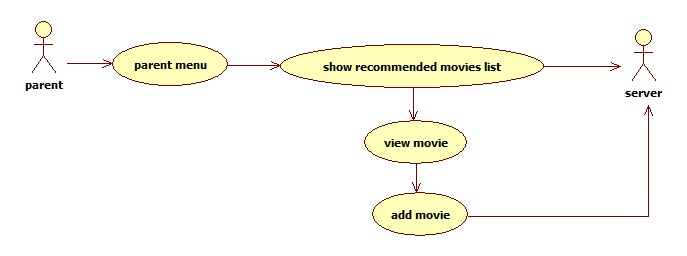 parent
parent menu
show recommended movies list
server
view movie
add movie